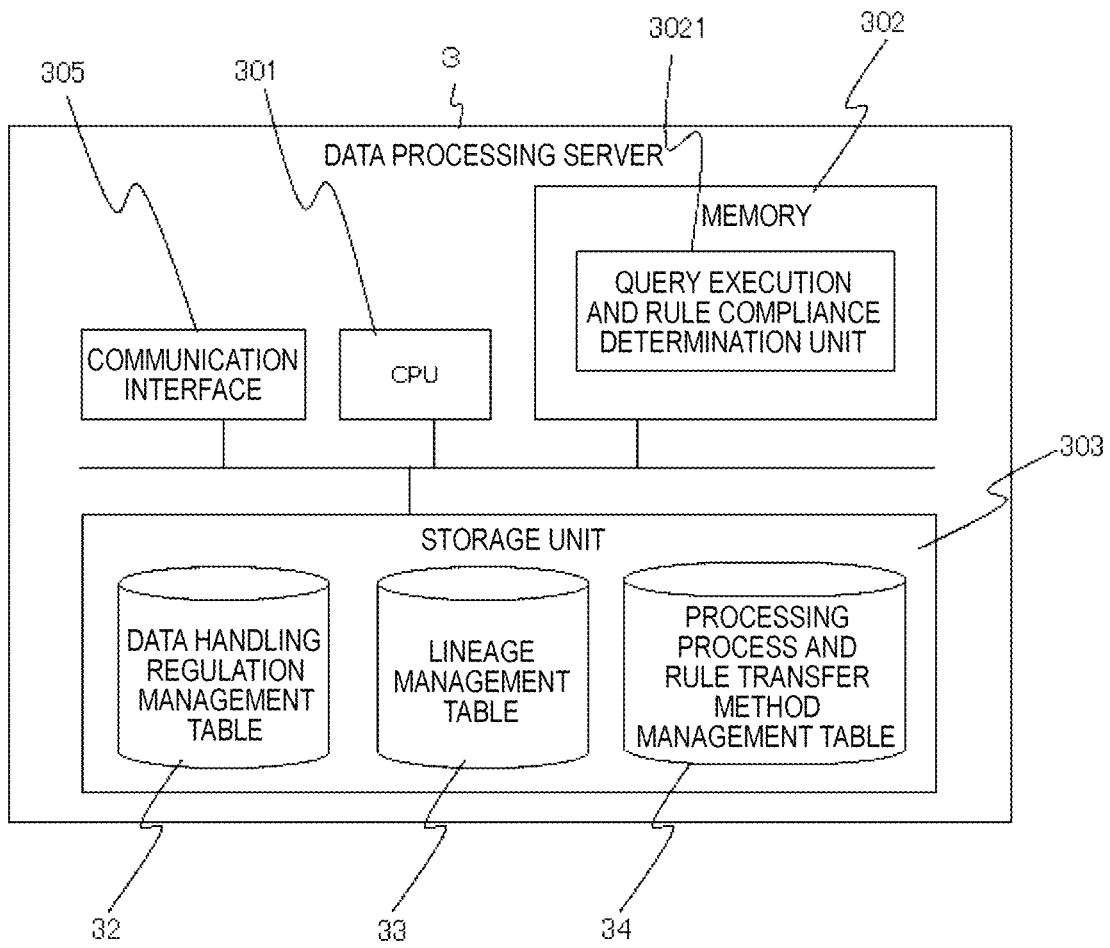 3021
302
305
301
3
DATA PROCESSING SERVER
MEMORY
QUERY EXECUTION
AND RULE COMPLIANCE
DETERMINATION UNIT
COMMUNICATION
INTERFACE
CPU
303
STORAGE UNIT
DATA HANDLING
REGULATION
MANAGEMENT
TABLE
LINEAGE
MANAGEMENT
TABLE
PROCESSING
PROCESS AND
RULE TRANSFER
METHOD
MANAGEMENT TABLE
32
33
34